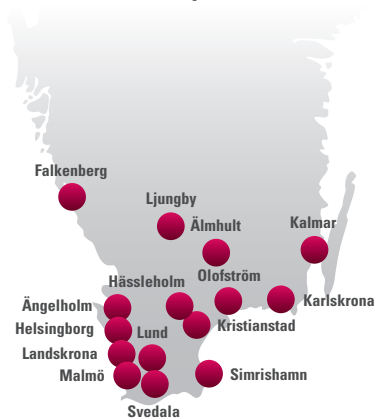 Falkenberg
Ljungby
Älmhult
Kalmar
Hässleholm
Olofström
Ängelholm
Karlskrona
Helsingborg
Lund
Kristianstad
Landskrona
Malmö
Simrishamn
Svedala